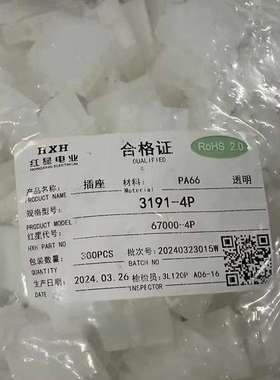 HXH
红星电业
HONGXING ELECTRICAL
合格证
QUALIFIED
RoHS 2.0
产品名称: 插座 材料: PA66 透明
PRODUCT NAME Material
规格型号: 3191-4P
PRODUCT MODEL
红星代号: 67000-4P
HXH PART NO
包装数量: 300PCS 批次号: 20240323015W
BATCH NO
生产日期 2024.03.26 检验员: 3L120P A06-16
INSPECTOR